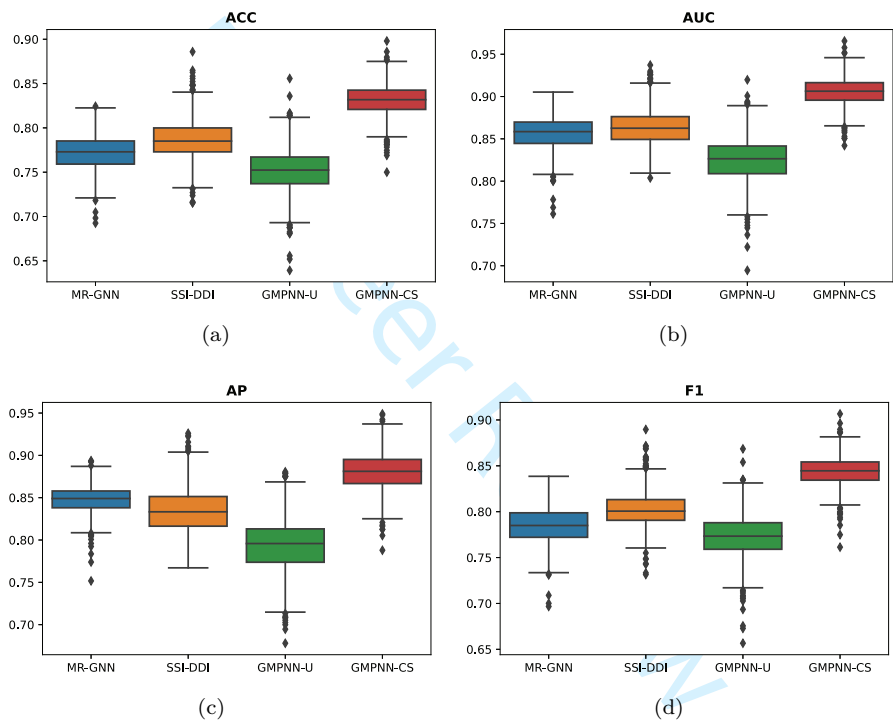 ACC
0.90
0.85
0.80
0.75
0.70
0.65
MR-GNN SSI-DDI GMPNN-U GMPNN-CS
(a)
AUC
0.95
0.90
0.85
0.80
0.75
0.70
MR-GNN SSI-DDI GMPNN-U GMPNN-CS
(b)
AP
0.95
0.90
0.85
0.80
0.75
0.70
MR-GNN SSI-DDI GMPNN-U GMPNN-CS
(c)
F1
0.90
0.85
0.80
0.75
0.70
0.65
MR-GNN SSI-DDI GMPNN-U GMPNN-CS
(d)